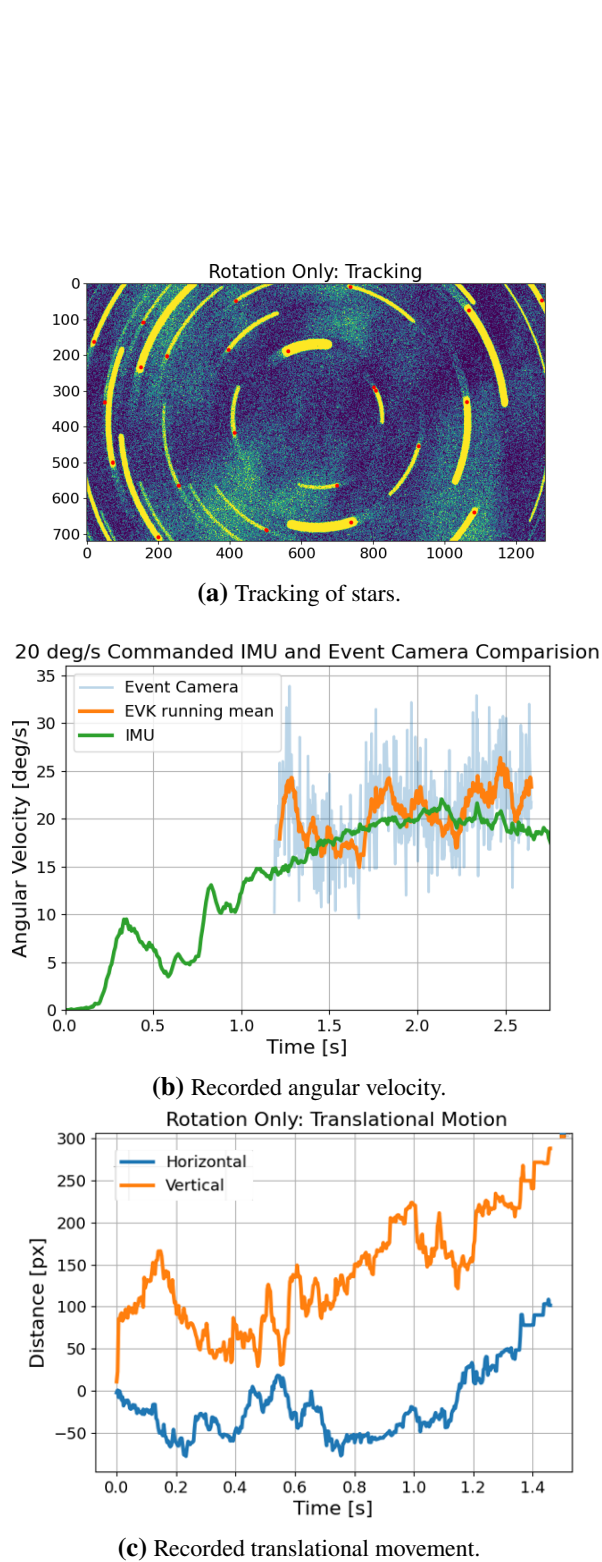 Rotation Only: Tracking
0
100
200
300
400
500
600
700
0 200 400 600 800 1000 1200
(a) Tracking of stars.
20 deg/s Commanded IMU and Event Camera Comparision
Angular Velocity [deg/s]
35
30
25
20
15
10
5
0
Event Camera
EVK running mean
IMU
0.0 0.5 1.0 1.5 2.0 2.5
Time [s]
(b) Recorded angular velocity.
Rotation Only: Translational Motion
Distance [px]
300
250
200
150
100
50
0
−50
Horizontal
Vertical
0.0 0.2 0.4 0.6 0.8 1.0 1.2 1.4
Time [s]
(c) Recorded translational movement.